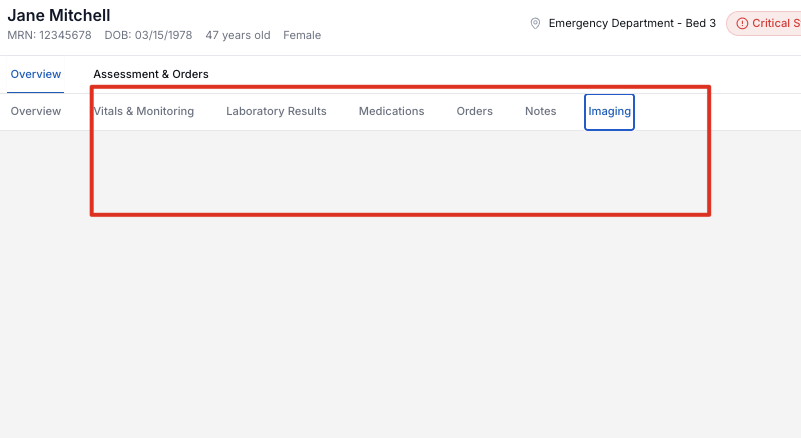 Jane Mitchell
MRN: 12345678 DOB: 03/15/1978 47 years old Female
Emergency Department - Bed 3
Critical S
Overview Assessment & Orders
Overview Vitals & Monitoring Laboratory Results Medications Orders Notes Imaging